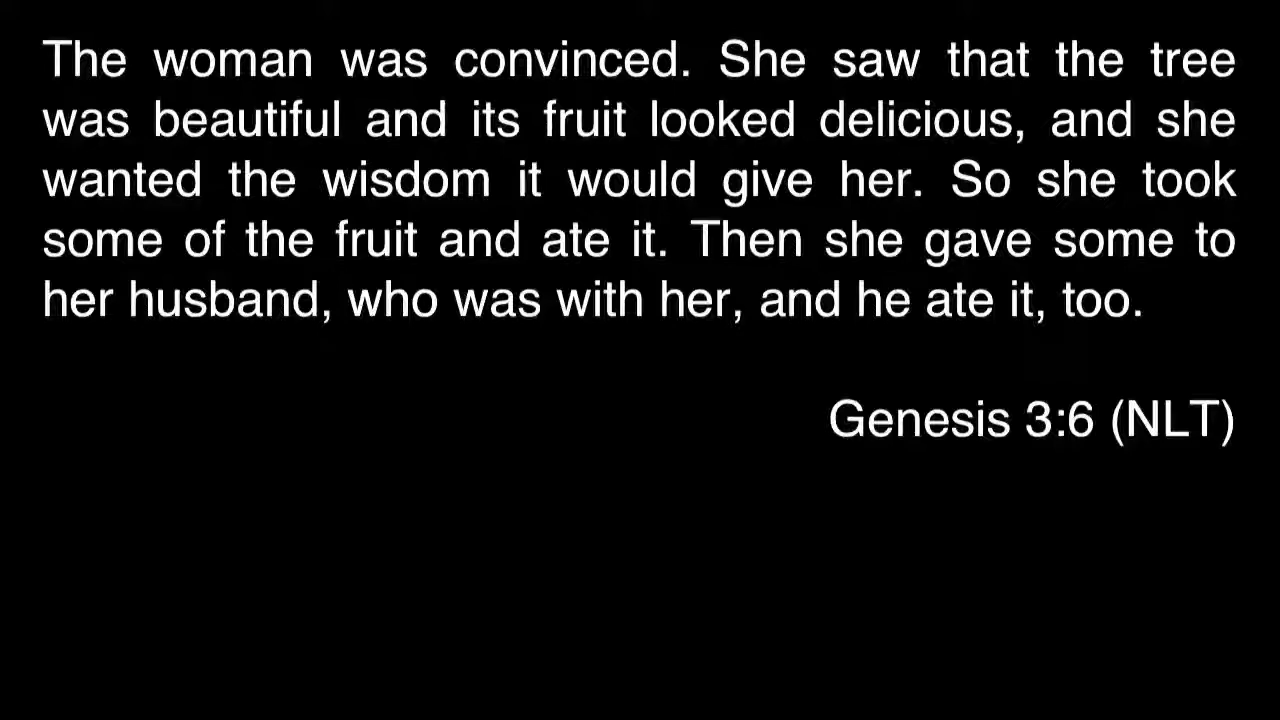 The woman was convinced. She saw that the tree
was beautiful and its fruit looked delicious, and she
wanted the wisdom it would give her. So she took
some of the fruit and ate it. Then she gave some to
her husband, who was with her, and he ate it, too.
Genesis 3:6 (NLT)